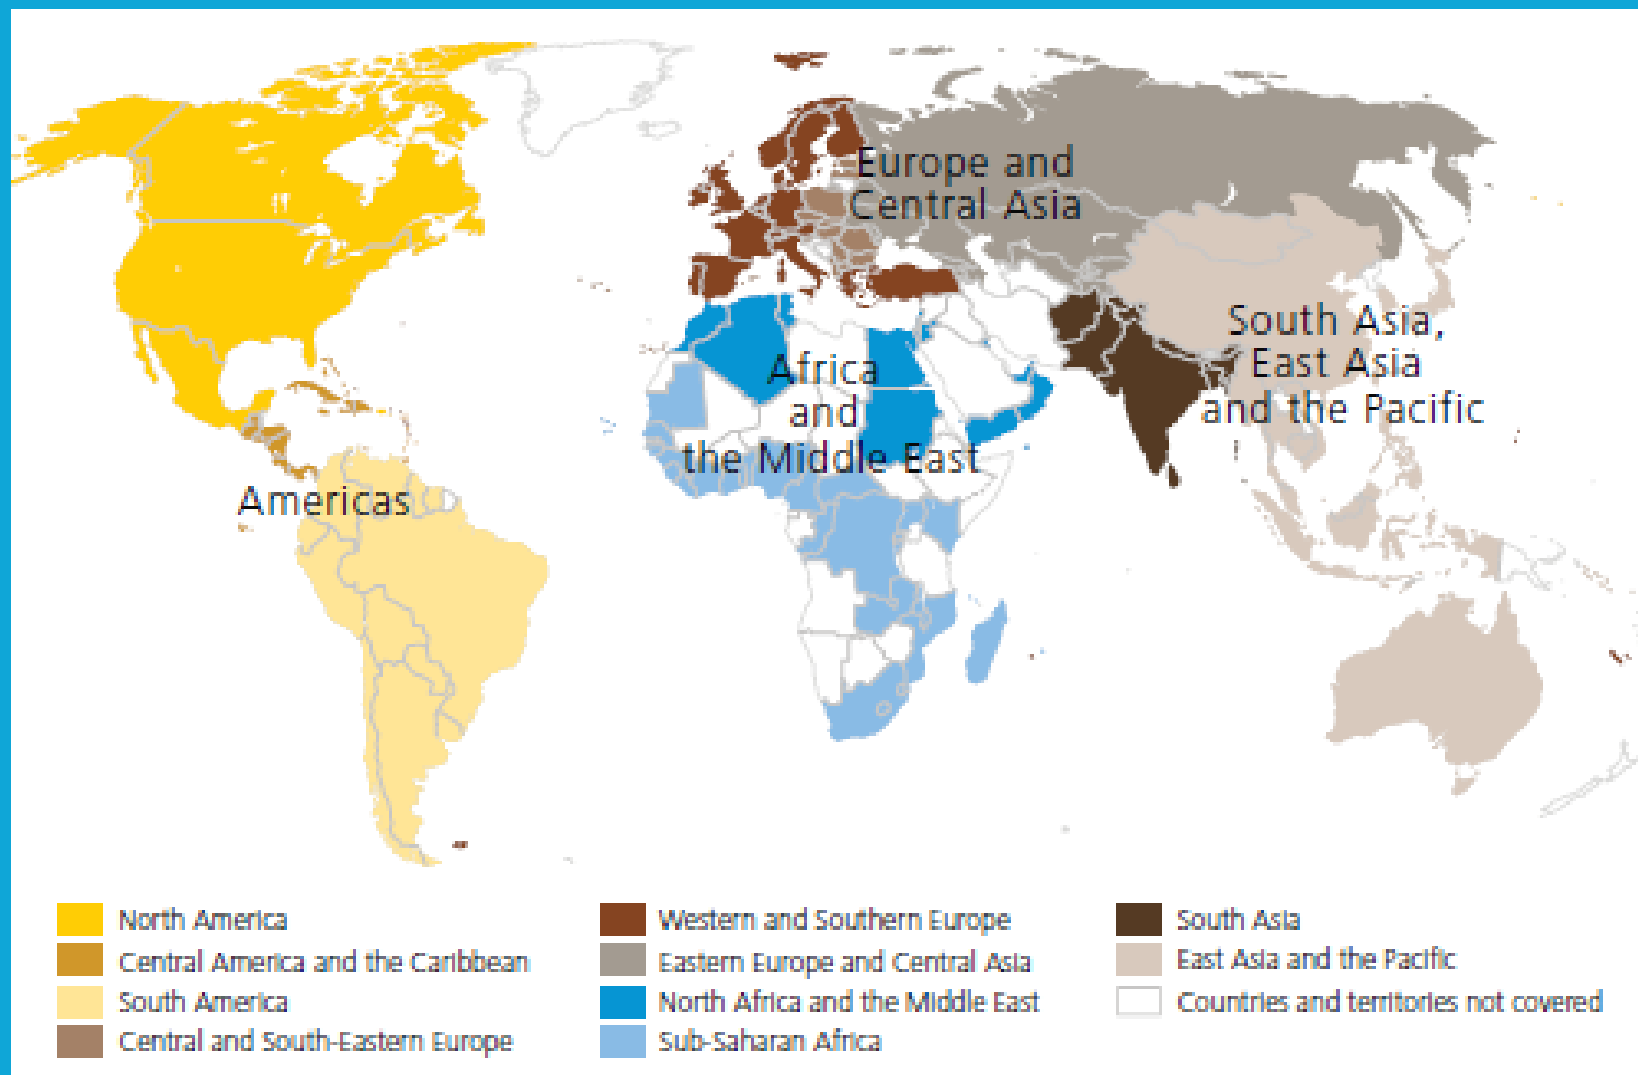 Europe and
Central Asia
South Asia,
East Asia
and the Pacific
Africa
and
the Middle East
Americas
North America
Central America and the Caribbean
South America
Central and South-Eastern Europe
Western and Southern Europe
Eastern Europe and Central Asia
North Africa and the Middle East
Sub-Saharan Africa
South Asia
East Asia and the Pacific
Countries and territories not covered